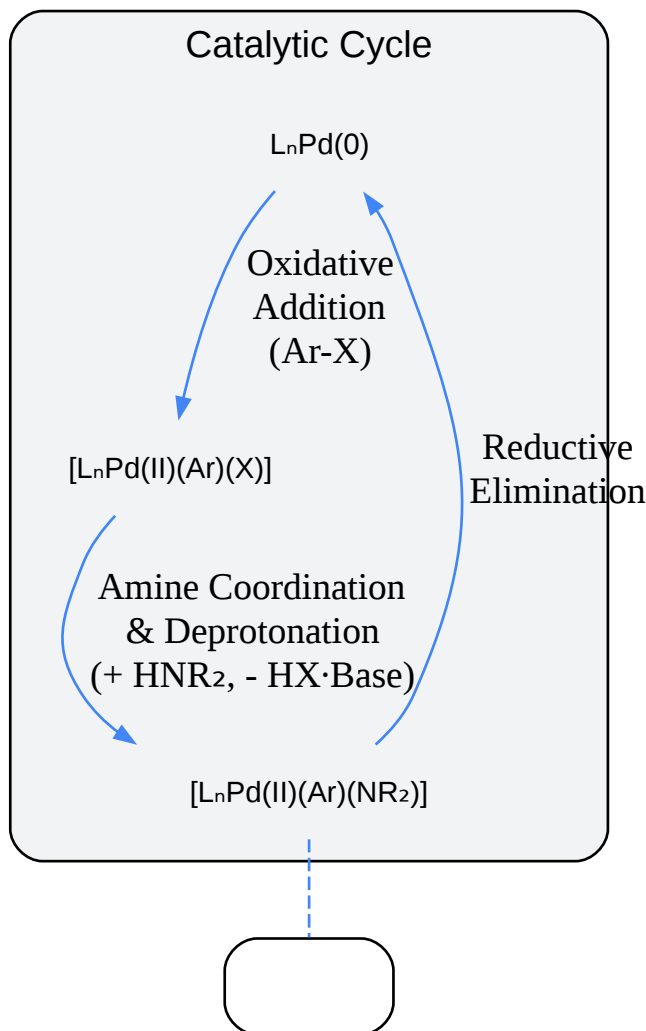 Catalytic Cycle
LₙPd(0)
Oxidative
Addition
(Ar-X)
[LₙPd(II)(Ar)(X)]
Reductive
Elimination
Amine Coordination
& Deprotonation
(+ HNR₂, - HX·Base)
[LₙPd(II)(Ar)(NR₂)]